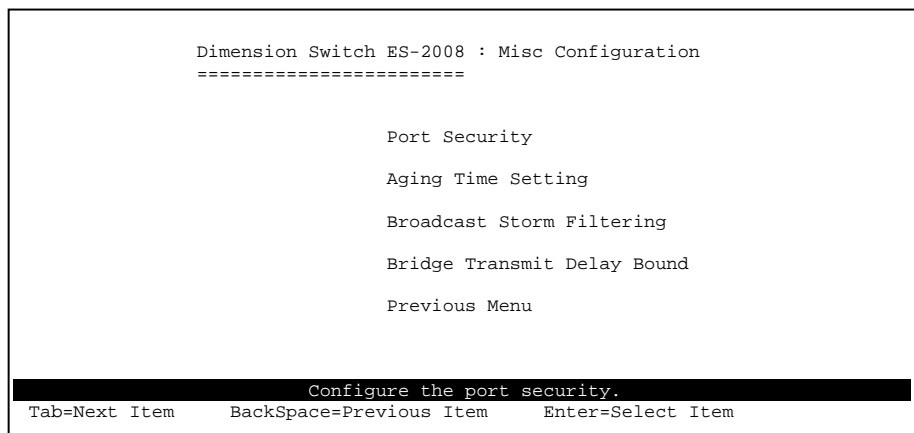 Dimension Switch ES-2008 : Misc Configuration
========================
Port Security
Aging Time Setting
Broadcast Storm Filtering
Bridge Transmit Delay Bound
Previous Menu
Configure the port security.
Tab=Next Item BackSpace=Previous Item Enter=Select Item